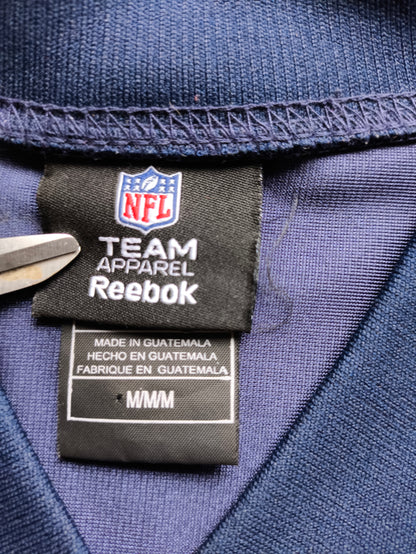 NFL
TEAM
APPAREL
Reebok
MADE IN GUATEMALA
HECHO EN GUATEMALA
FABRIQUE EN GUATEMALA
M/M/M